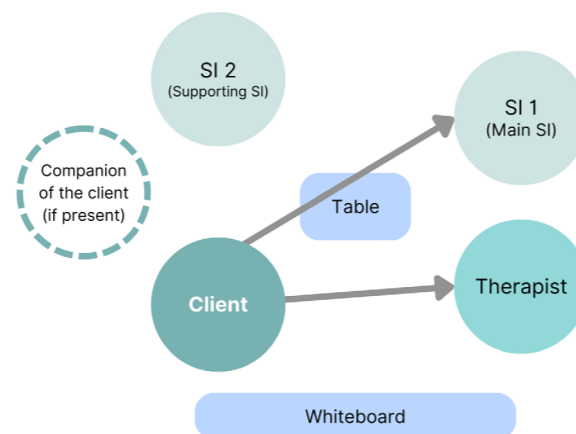 SI 2
(Supporting SI)
SI 1
(Main SI)
Companion
of the client
(if present)
Table
Client
Therapist
Whiteboard